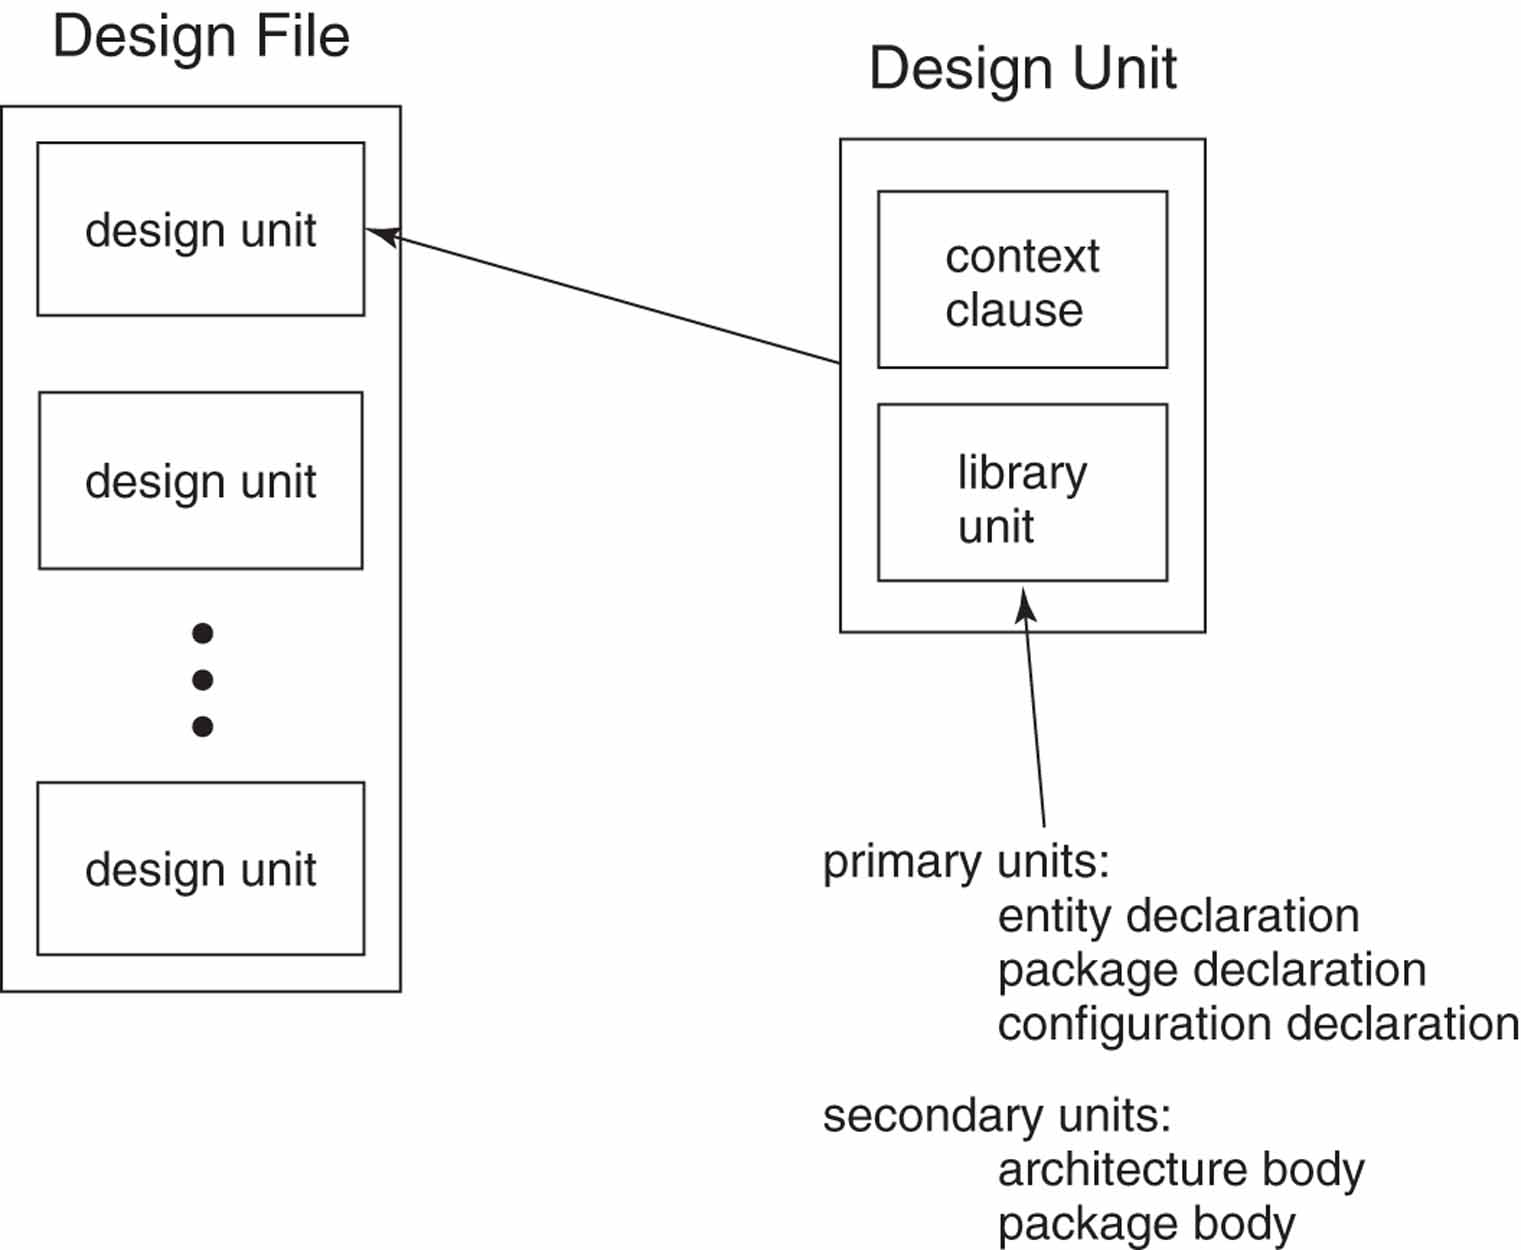 Design File
design unit
design unit
design unit
Design Unit
context
clause
library
unit
primary units:
entity declaration
package declaration
configuration declaration
secondary units:
architecture body
package body